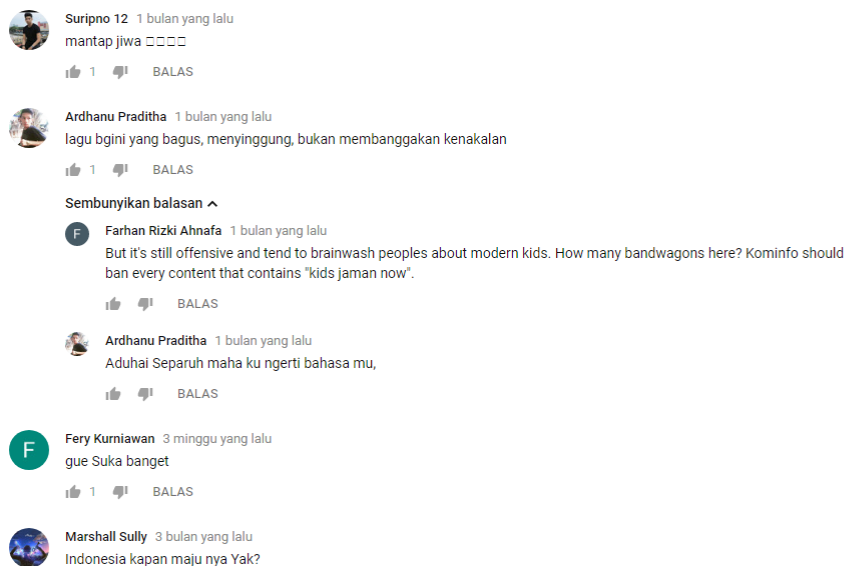 Suripno 12 1 bulan yang lalu
mantap jiwa □□□□
1 BALAS
Ardhanu Praditha 1 bulan yang lalu
lagu bgini yang bagus, menyinggung, bukan membanggakan kenakalan
1 BALAS
Sembunyikan balasan
F
Farhan Rizki Ahnafa 1 bulan yang lalu
But it's still offensive and tend to brainwash peoples about modern kids. How many bandwagons here? Kominfo should
ban every content that contains "kids jaman now".
BALAS
Ardhanu Praditha 1 bulan yang lalu
Aduhai Separuh maha ku ngerti bahasa mu,
BALAS
F
Fery Kurniawan 3 minggu yang lalu
gue Suka banget
1 BALAS
Marshall Sully 3 bulan yang lalu
Indonesia kapan maju nya Yak?